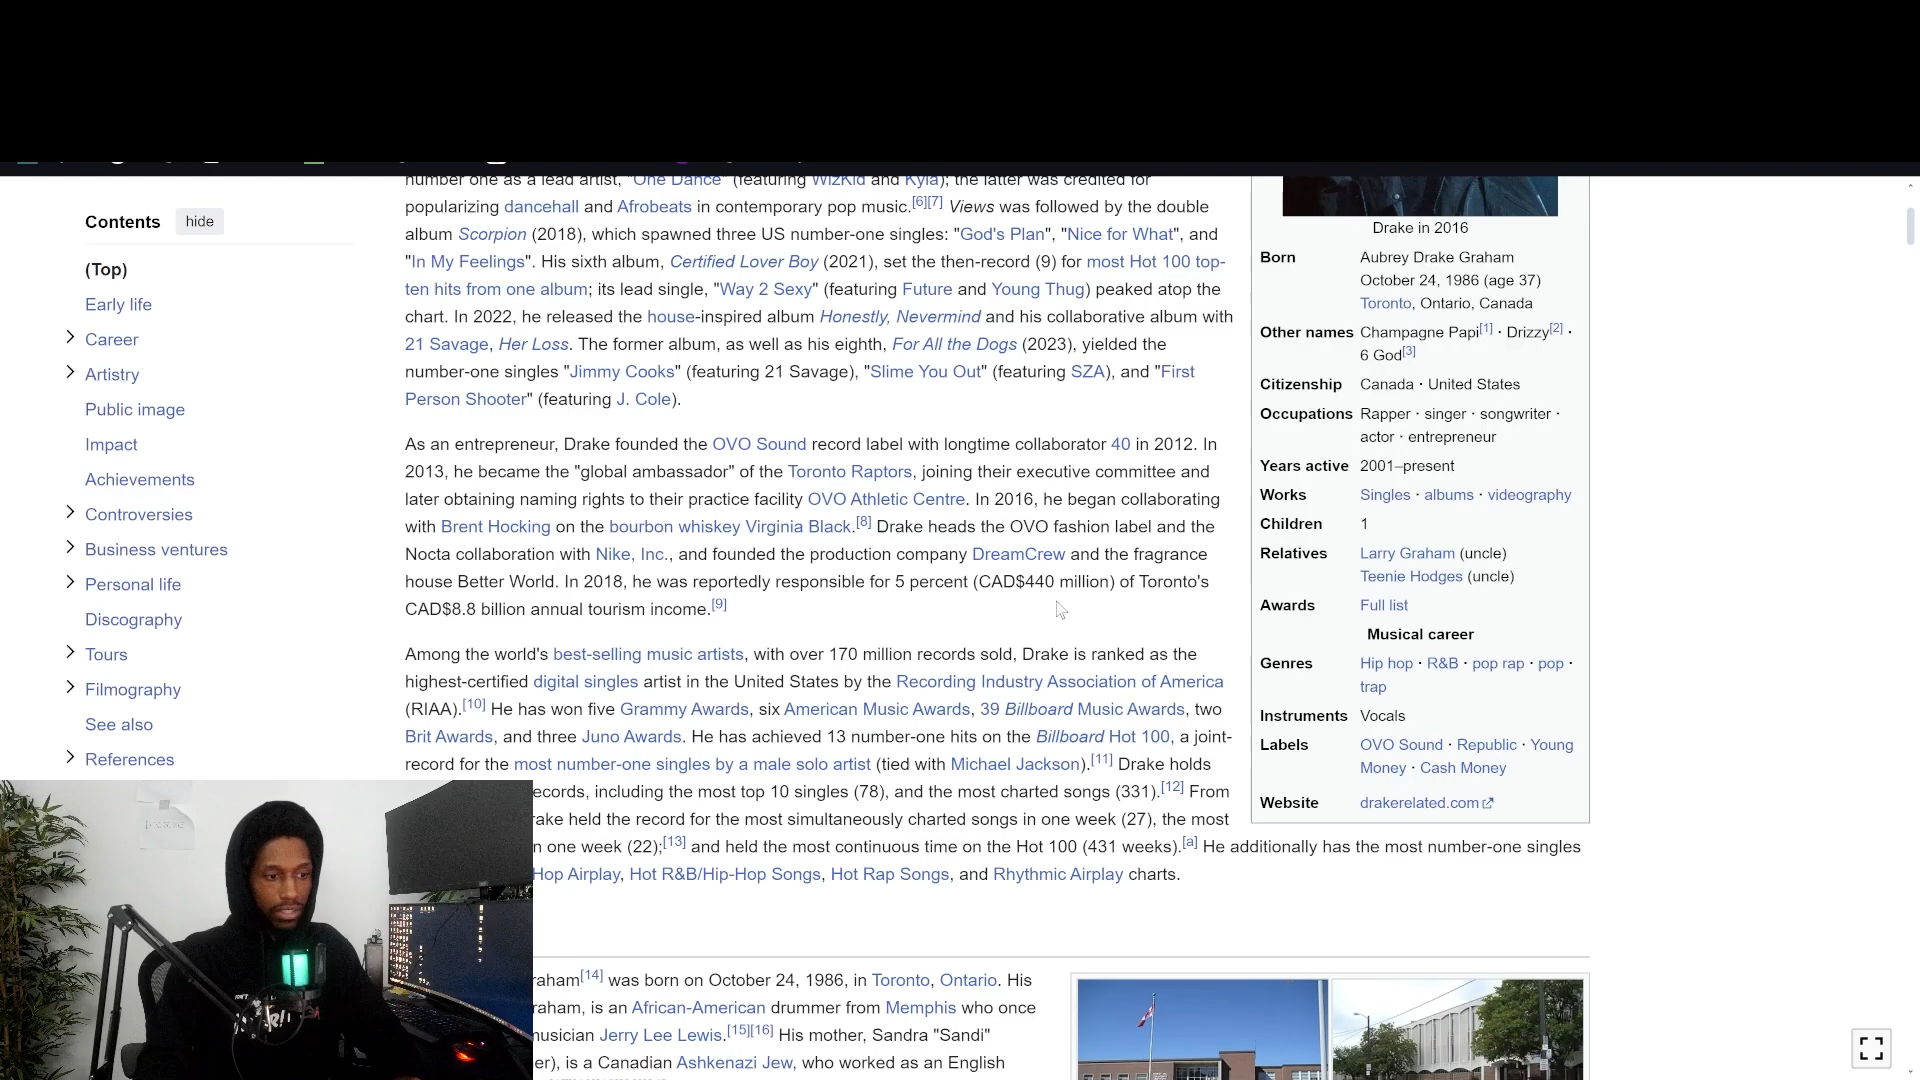 number one as a lead artist, "One Dance" (featuring WizKid and Kyla); the latter was credited for
popularizing dancehall and Afrobeats in contemporary pop music.[6][7] Views was followed by the double
album Scorpion (2018), which spawned three US number-one singles: "God's Plan", "Nice for What", and
"In My Feelings". His sixth album, Certified Lover Boy (2021), set the then-record (9) for most Hot 100 top-
ten hits from one album; its lead single, "Way 2 Sexy" (featuring Future and Young Thug) peaked atop the
chart. In 2022, he released the house-inspired album Honestly, Nevermind and his collaborative album with
21 Savage, Her Loss. The former album, as well as his eighth, For All the Dogs (2023), yielded the
number-one singles "Jimmy Cooks" (featuring 21 Savage), "Slime You Out" (featuring SZA), and "First
Person Shooter" (featuring J. Cole).
As an entrepreneur, Drake founded the OVO Sound record label with longtime collaborator 40 in 2012. In
2013, he became the "global ambassador" of the Toronto Raptors, joining their executive committee and
later obtaining naming rights to their practice facility OVO Athletic Centre. In 2016, he began collaborating
with Brent Hocking on the bourbon whiskey Virginia Black.[8] Drake heads the OVO fashion label and the
Nocta collaboration with Nike, Inc., and founded the production company DreamCrew and the fragrance
house Better World. In 2018, he was reportedly responsible for 5 percent (CAD$440 million) of Toronto's
CAD$8.8 billion annual tourism income.[9]
Among the world's best-selling music artists, with over 170 million records sold, Drake is ranked as the
highest-certified digital singles artist in the United States by the Recording Industry Association of America
(RIAA).[10] He has won five Grammy Awards, six American Music Awards, 39 Billboard Music Awards, two
Brit Awards, and three Juno Awards. He has achieved 13 number-one hits on the Billboard Hot 100, a joint-
record for the most number-one singles by a male solo artist (tied with Michael Jackson).[11] Drake holds
ecords, including the most top 10 singles (78), and the most charted songs (331).[12] From
rake held the record for the most simultaneously charted songs in one week (27), the most
n one week (22);[13] and held the most continuous time on the Hot 100 (431 weeks).[a] He additionally has the most number-one singles
Hop Airplay, Hot R&B/Hip-Hop Songs, Hot Rap Songs, and Rhythmic Airplay charts.
raham[14] was born on October 24, 1986, in Toronto, Ontario. His
raham, is an African-American drummer from Memphis who once
musician Jerry Lee Lewis.[15][16] His mother, Sandra "Sandi"
er), is a Canadian Ashkenazi Jew, who worked as an English
Contents hide
(Top)
Early life
Career
Artistry
Public image
Impact
Achievements
Controversies
Business ventures
Personal life
Discography
Tours
Filmography
See also
References
Drake in 2016
Born Aubrey Drake Graham
October 24, 1986 (age 37)
Toronto, Ontario, Canada
Other names Champagne Papi[1] · Drizzy[2] ·
6 God[3]
Citizenship Canada · United States
Occupations Rapper · singer · songwriter ·
actor · entrepreneur
Years active 2001–present
Works Singles · albums · videography
Children 1
Relatives Larry Graham (uncle)
Teenie Hodges (uncle)
Awards Full list
Musical career
Genres Hip hop · R&B · pop rap · pop ·
trap
Instruments Vocals
Labels OVO Sound · Republic · Young
Money · Cash Money
Website drakerelated.com